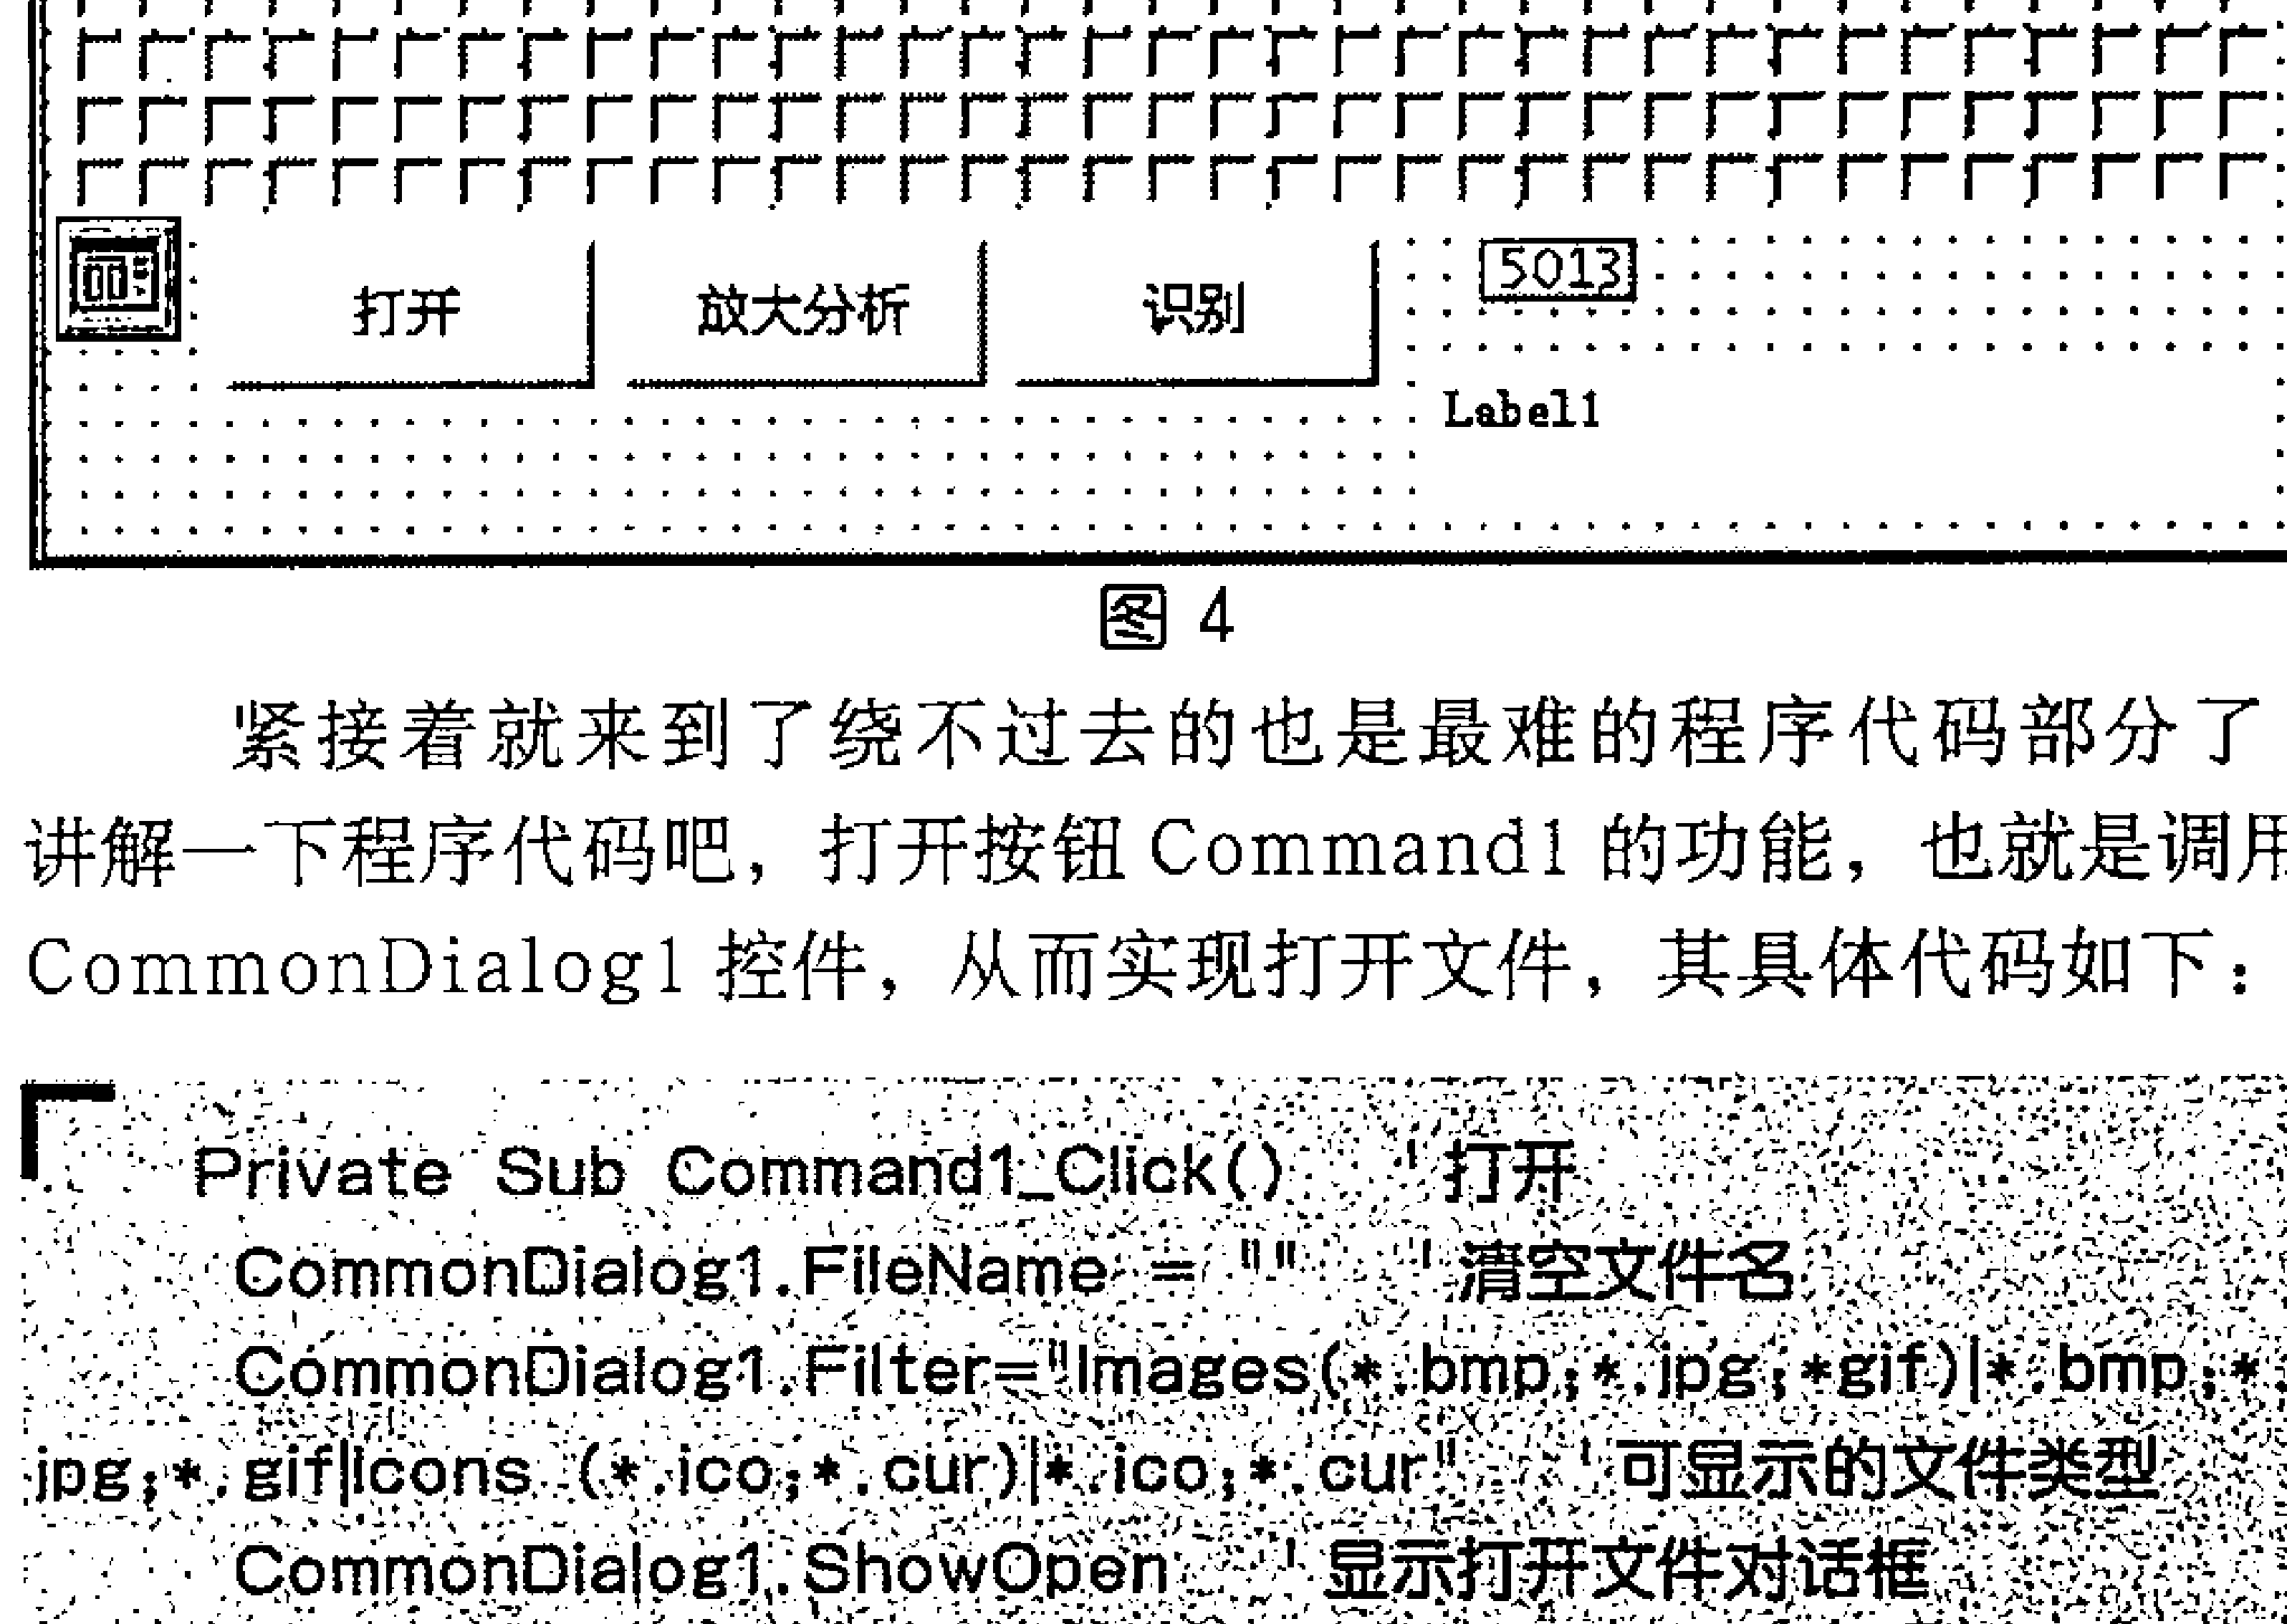 打开 放大分析 识别 5013
Label1
图 4
紧接着就来到了绕不过去的也是最难的程序代码部分了
讲解一下程序代码吧，打开按钮 Command1 的功能，也就是调用
CommonDialog1 控件，从而实现打开文件，其具体代码如下：
Private Sub Command1_Click() '打开
CommonDialog1.FileName = "" '清空文件名
CommonDialog1.Filter="Images(*.bmp;*.jpg;*gif)|*.bmp;*.
jpg;*.gif|Icons (*.ico;*.cur)|*.ico;*.cur" '可显示的文件类型
CommonDialog1.ShowOpen '显示打开文件对话框